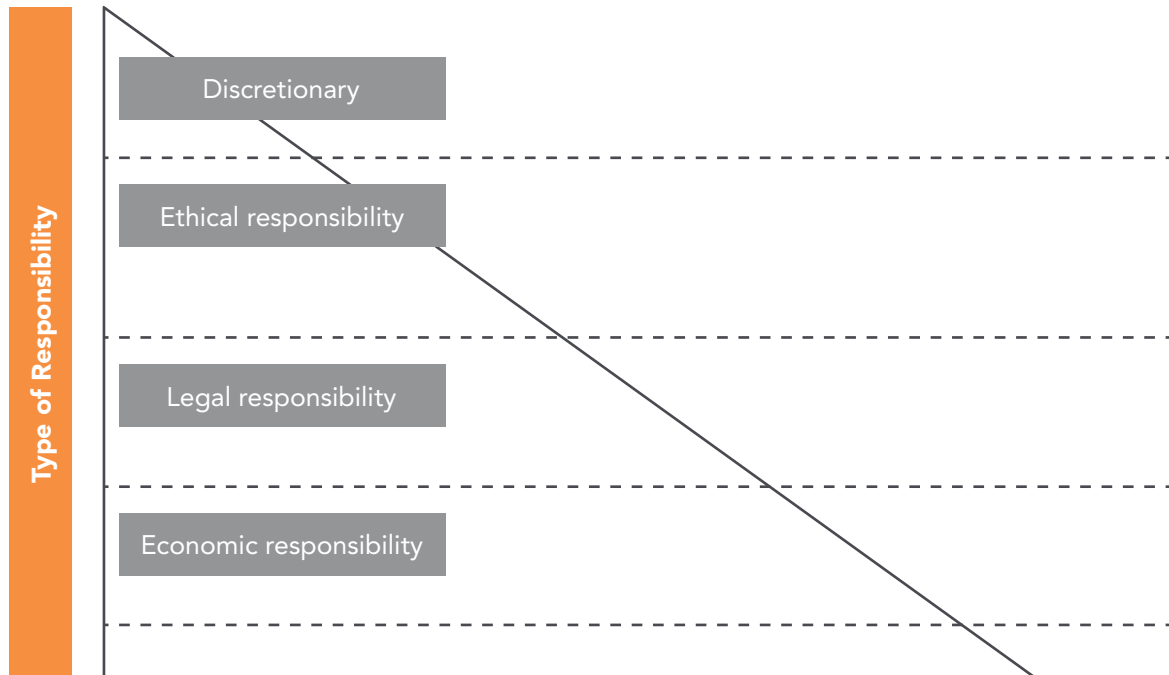 Type of Responsibility
Discretionary
Ethical responsibility
Legal responsibility
Economic responsibility